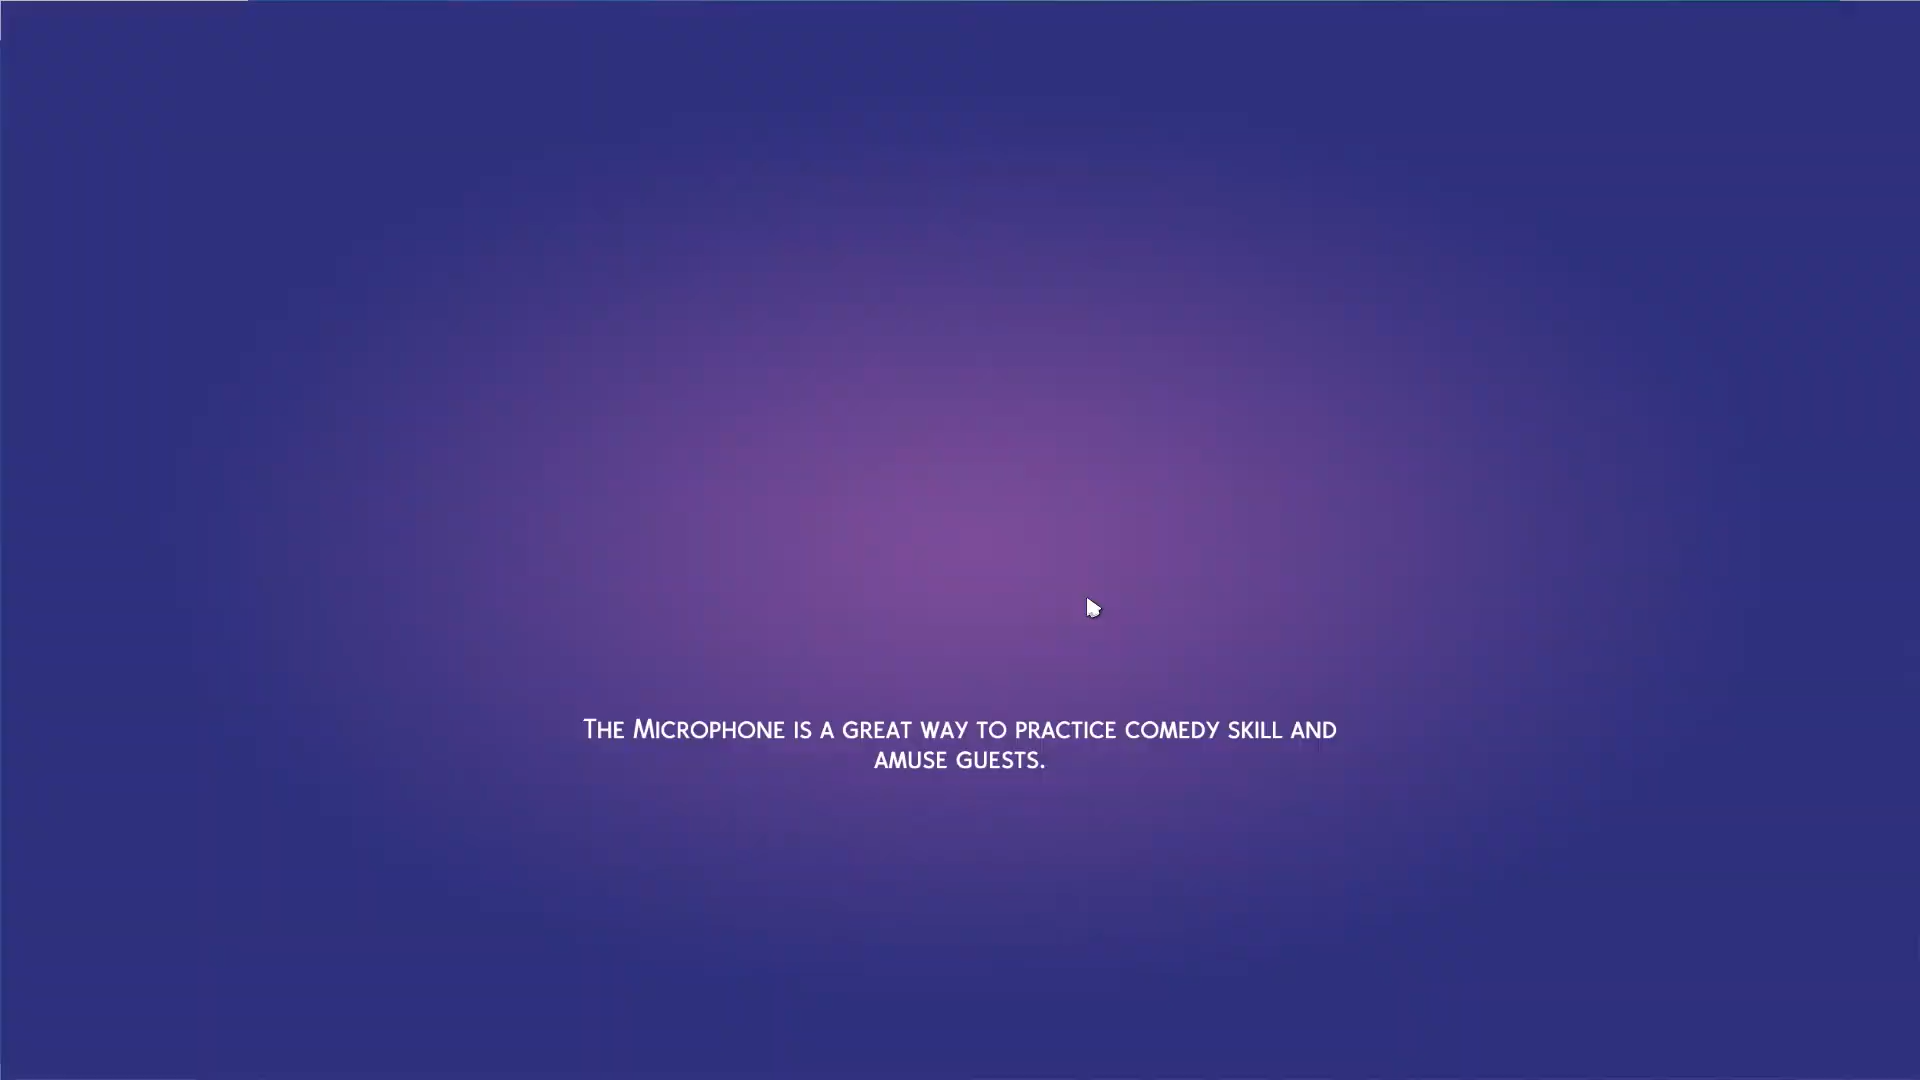 The Microphone is a great way to practice comedy skill and
amuse guests.